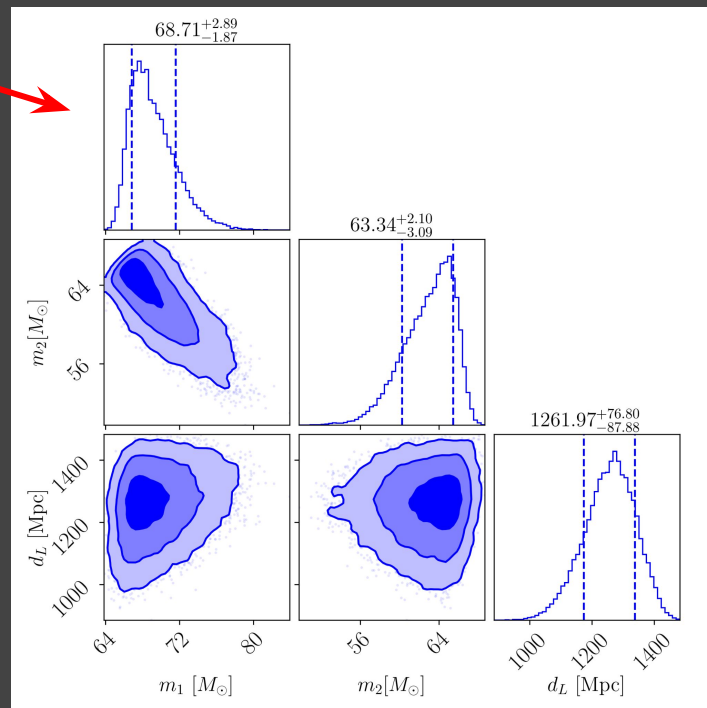 68.71^{+2.89}_{-1.87}
63.34^{+2.10}_{-3.09}
m_2[M_⊙]
64
56
1261.97^{+76.80}_{-87.88}
d_L [Mpc]
1400
1200
1000
64 72 80
56 64
1000 1200 1400
m_1 [M_⊙]
m_2[M_⊙]
d_L [Mpc]